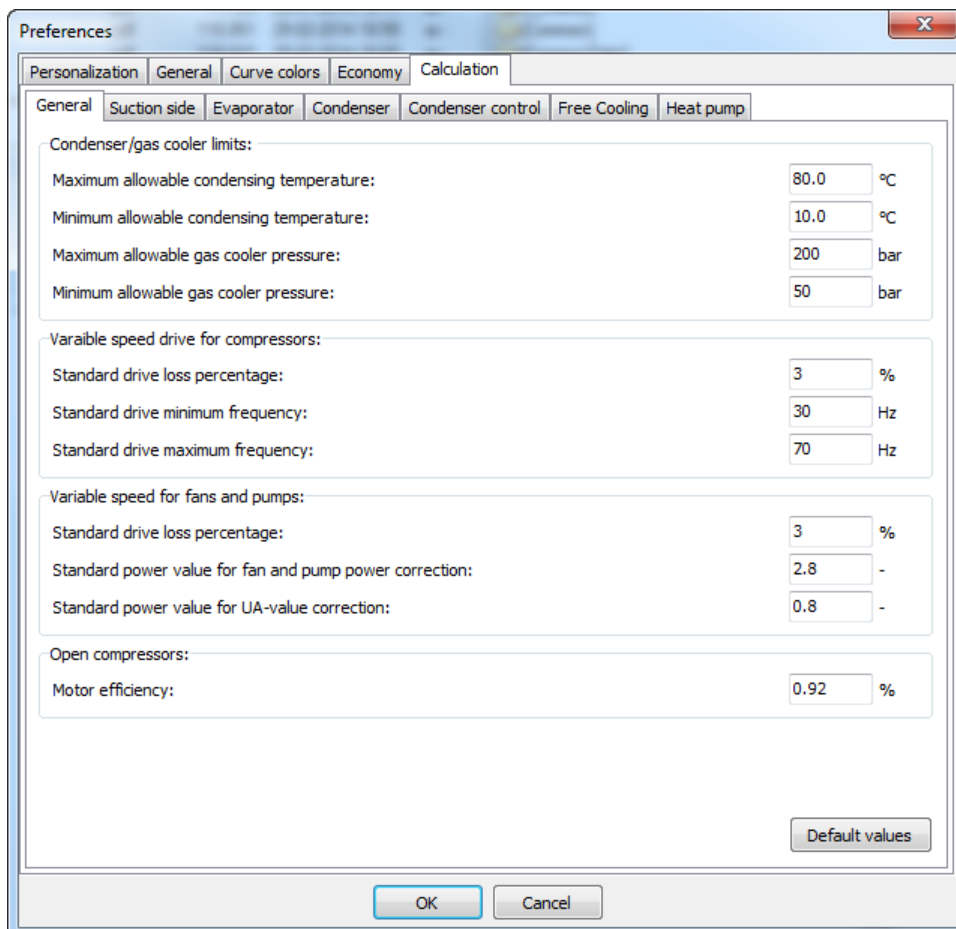 Preferences
Personalization General Curve colors Economy Calculation
General Suction side Evaporator Condenser Condenser control Free Cooling Heat pump
Condenser/gas cooler limits:
Maximum allowable condensing temperature: 80.0 ºC
Minimum allowable condensing temperature: 10.0 ºC
Maximum allowable gas cooler pressure: 200 bar
Minimum allowable gas cooler pressure: 50 bar
Varaible speed drive for compressors:
Standard drive loss percentage: 3 %
Standard drive minimum frequency: 30 Hz
Standard drive maximum frequency: 70 Hz
Variable speed for fans and pumps:
Standard drive loss percentage: 3 %
Standard power value for fan and pump power correction: 2.8 -
Standard power value for UA-value correction: 0.8 -
Open compressors:
Motor efficiency: 0.92 %
Default values
OK Cancel